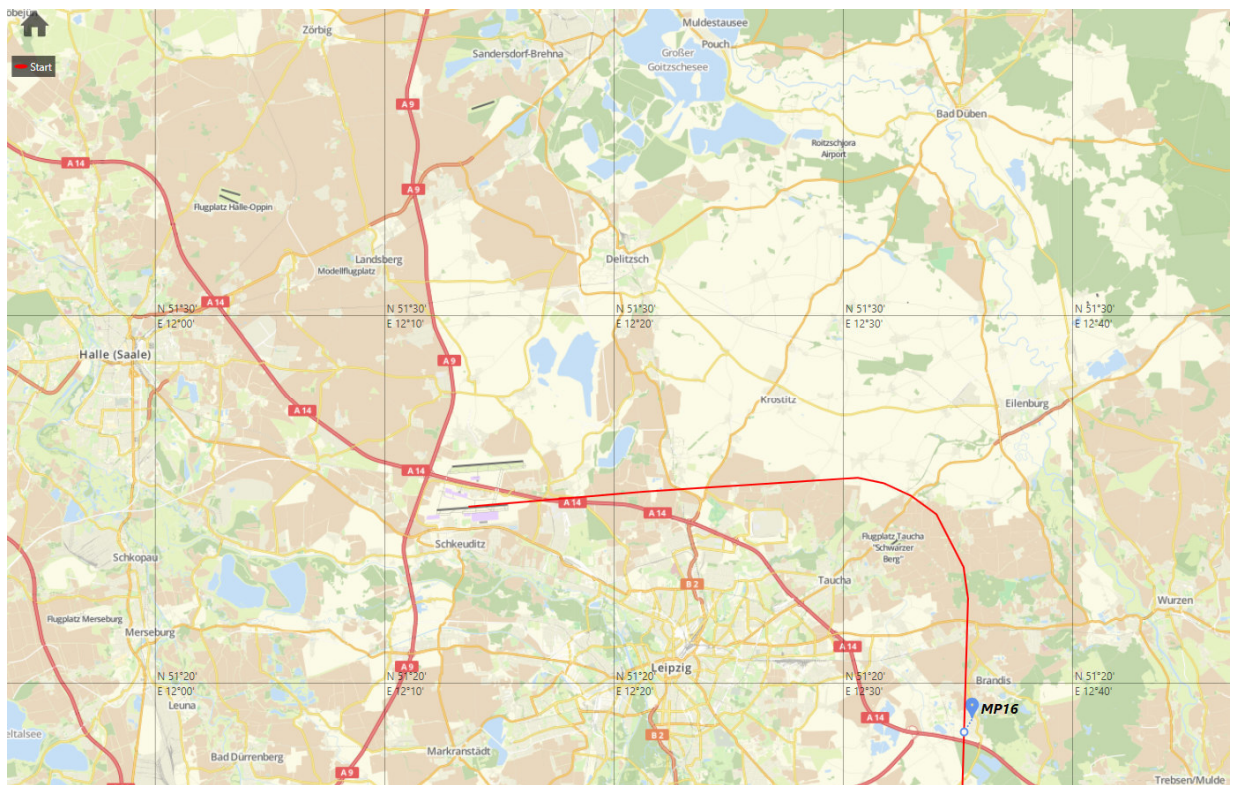 Zörbig
Muldestausee
Pouch
Großer
Goitzschesee
Sandersdorf-Brehna
Start
A 9
Bad Düben
Roitzschjora
Airport
A 14
A 9
Flugplatz Halle-Oppin
Landsberg
Modellflugplatz
Delitzsch
A 14
N 51°30'
E 12°00'
N 51°30'
E 12°10'
N 51°30'
E 12°20'
N 51°30'
E 12°30'
N 51°30'
E 12°40'
Halle (Saale)
A 9
Krostitz
Eilenburg
A 14
A 14
A 14
A 14
Schkeuditz
Flugplatz Taucha
"Schwarzer
Berg"
Schkopau
B 2
Taucha
Wurzen
Flugplatz Merseburg
Merseburg
A 14
A 9
Leipzig
N 51°20'
E 12°00'
N 51°20'
E 12°10'
N 51°20'
E 12°20'
N 51°20'
E 12°30'
N 51°20'
E 12°40'
Brandis
Leuna
MP16
A 14
B 2
Markranstädt
Bad Dürrenberg
A 9
Trebsen/Mulde